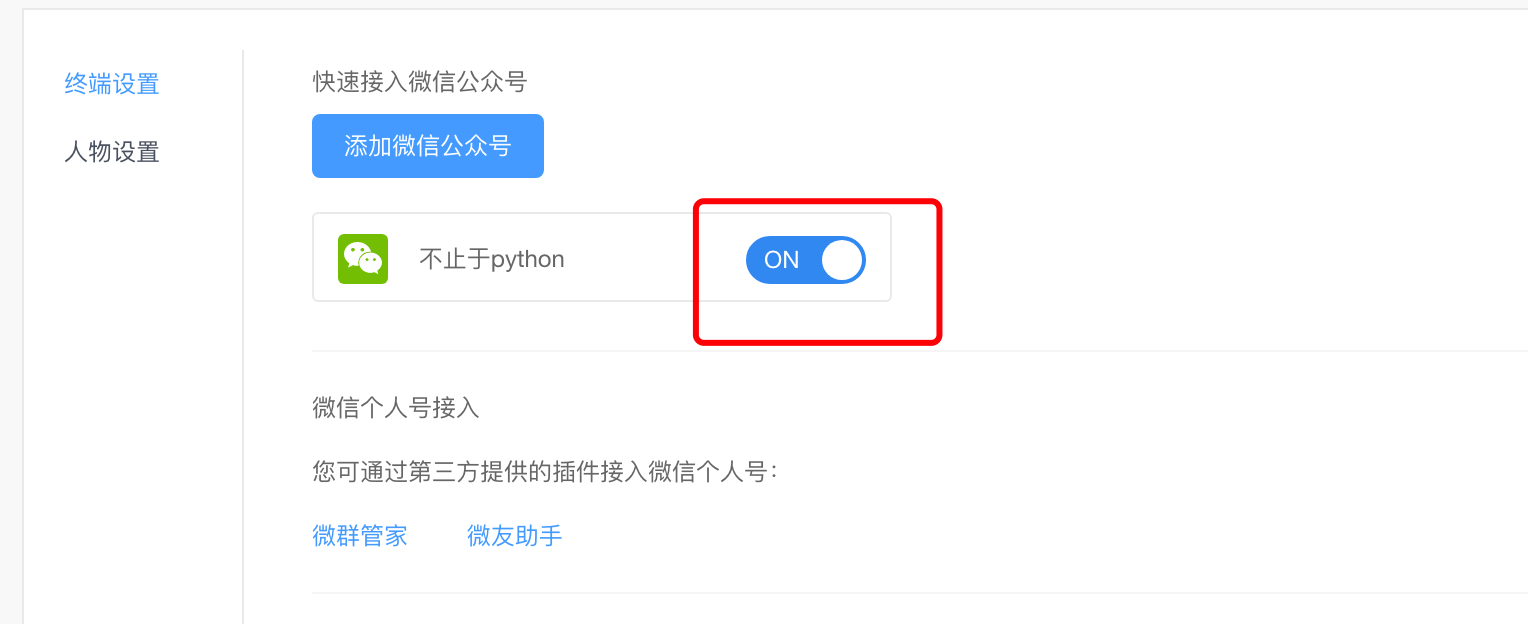 终端设置
人物设置
快速接入微信公众号
添加微信公众号
不止于python
ON
微信个人号接入
您可通过第三方提供的插件接入微信个人号：
微群管家 微友助手